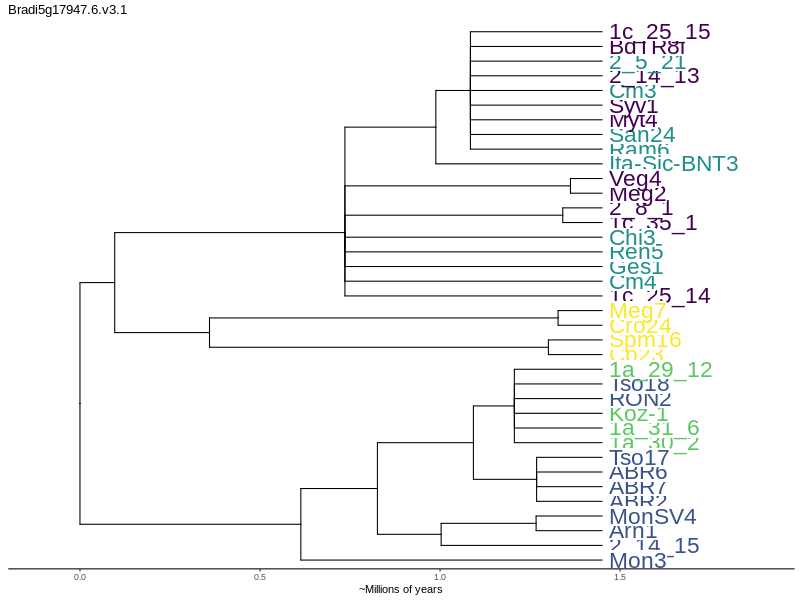 Bradi5g17947.6.v3.1
1c_25_15
BdTR8i
2_5_21
2_14_13
Cm3
Syv1
Myt4
San24
Ram6
Ita-Sic-BNT3
Veg4
Meg2
2_8_1
1c_35_1
Chi3
Ren5
Ges1
Cm4
1c_25_14
Meg7
Cro24
Spm16
Cb23
1a_29_12
Tso18
RON2
Koz-1
1a_31_6
1a_30_2
Tso17
ABR6
ABR7
ABR2
MonSV4
Arn1
2_14_15
Mon3
0.0 0.5 1.0 1.5
~Millions of years